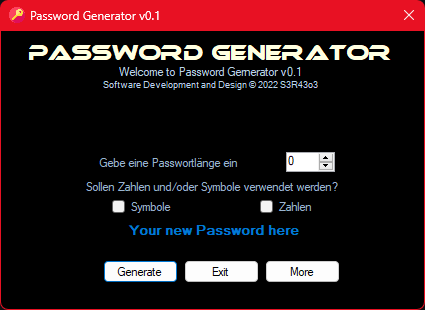 Password Generator v0.1
PASSWORD GENERATOR
Welcome to Password Gemerator v0.1
Software Development and Design © 2022 S3R43o3
Gebe eine Passwortlänge ein 0
Sollen Zahlen und/oder Symbole verwendet werden?
Symbole Zahlen
Your new Password here
Generate Exit More